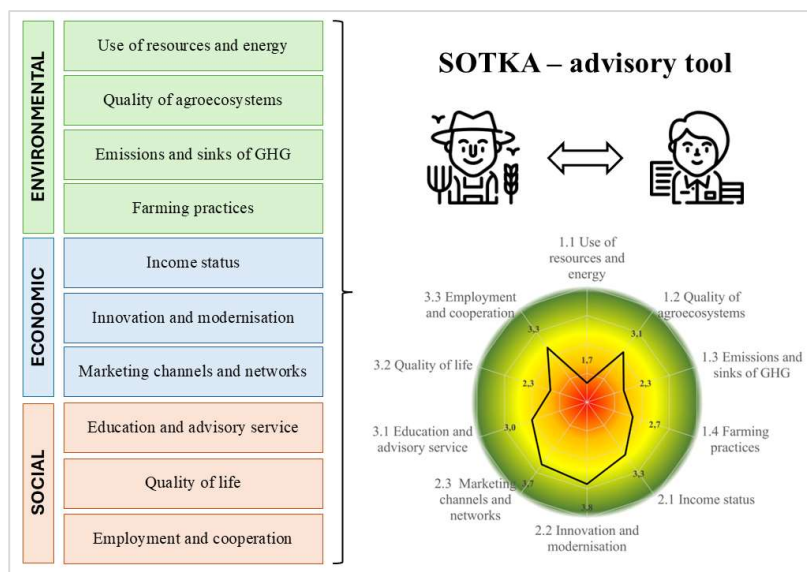 ENVIRONMENTAL
Use of resources and energy
Quality of agroecosystems
Emissions and sinks of GHG
Farming practices
ECONOMIC
Income status
Innovation and modernisation
Marketing channels and networks
SOCIAL
Education and advisory service
Quality of life
Employment and cooperation
SOTKA – advisory tool
1.1 Use of
resources and
energy
1,7
1.2 Quality of
agroecosystems
3,1
1.3 Emissions and
sinks of GHG
2,3
1.4 Farming
practices
2,7
2.1 Income status
3,3
2.2 Innovation and
modernisation
3,8
2.3 Marketing
channels and
networks
3,7
3.1 Education and
advisory service
3,0
3.2 Quality of life
2,3
3.3 Employment
and cooperation
3,3